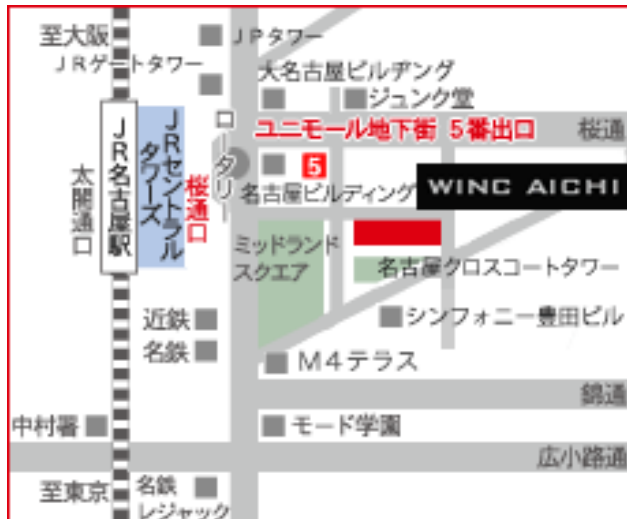 至大阪
JPタワー
JRゲートタワー
大名古屋ビルヂング
ジュンク堂
ユニモール地下街 5番出口
桜通
JR名古屋駅
JRセントラル
タワーズ
桜通口
太閤通口
ロータリー
5
名古屋ビルディング
WINC AICHI
ミッドランド
スクエア
名古屋クロスコートタワー
近鉄
名鉄
シンフォニー豊田ビル
M4テラス
錦通
中村署
モード学園
広小路通
至東京
名鉄
レジャック